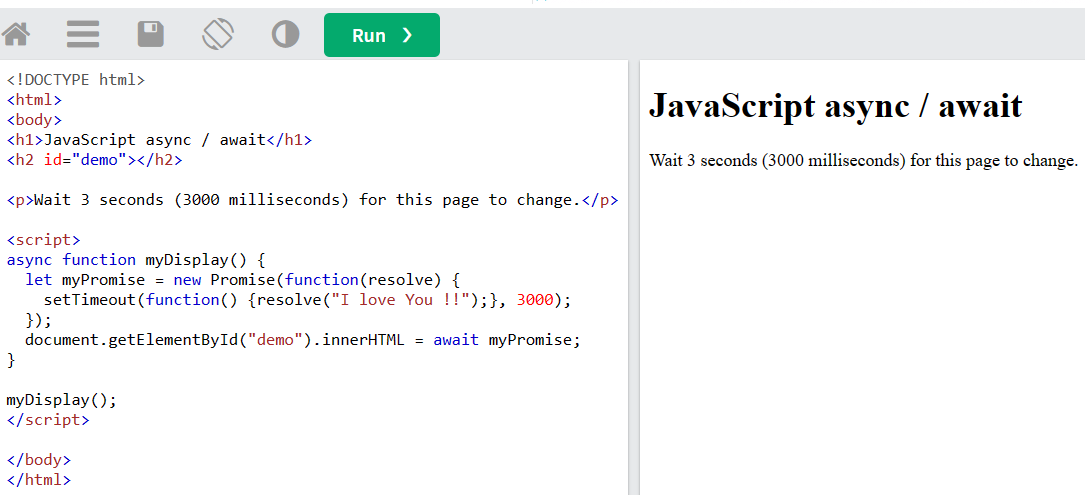 Run ❯
<!DOCTYPE html>
<html>
<body>
<h1>JavaScript async / await</h1>
<h2 id="demo"></h2>
<p>Wait 3 seconds (3000 milliseconds) for this page to change.</p>
<script>
async function myDisplay() {
  let myPromise = new Promise(function(resolve) {
    setTimeout(function() {resolve("I love You !!");}, 3000);
  });
  document.getElementById("demo").innerHTML = await myPromise;
}
myDisplay();
</script>
</body>
</html>
JavaScript async / await
Wait 3 seconds (3000 milliseconds) for this page to change.